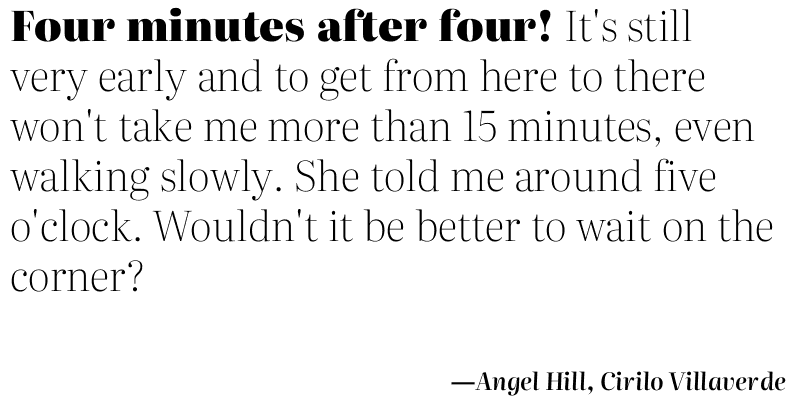 Four minutes after four! It's still
very early and to get from here to there
won't take me more than 15 minutes, even
walking slowly. She told me around five
o'clock. Wouldn't it be better to wait on the
corner?
—Angel Hill, Cirilo Villaverde